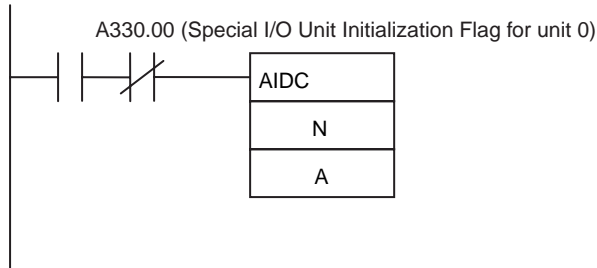 A330.00 (Special I/O Unit Initialization Flag for unit 0)
AIDC
N
A